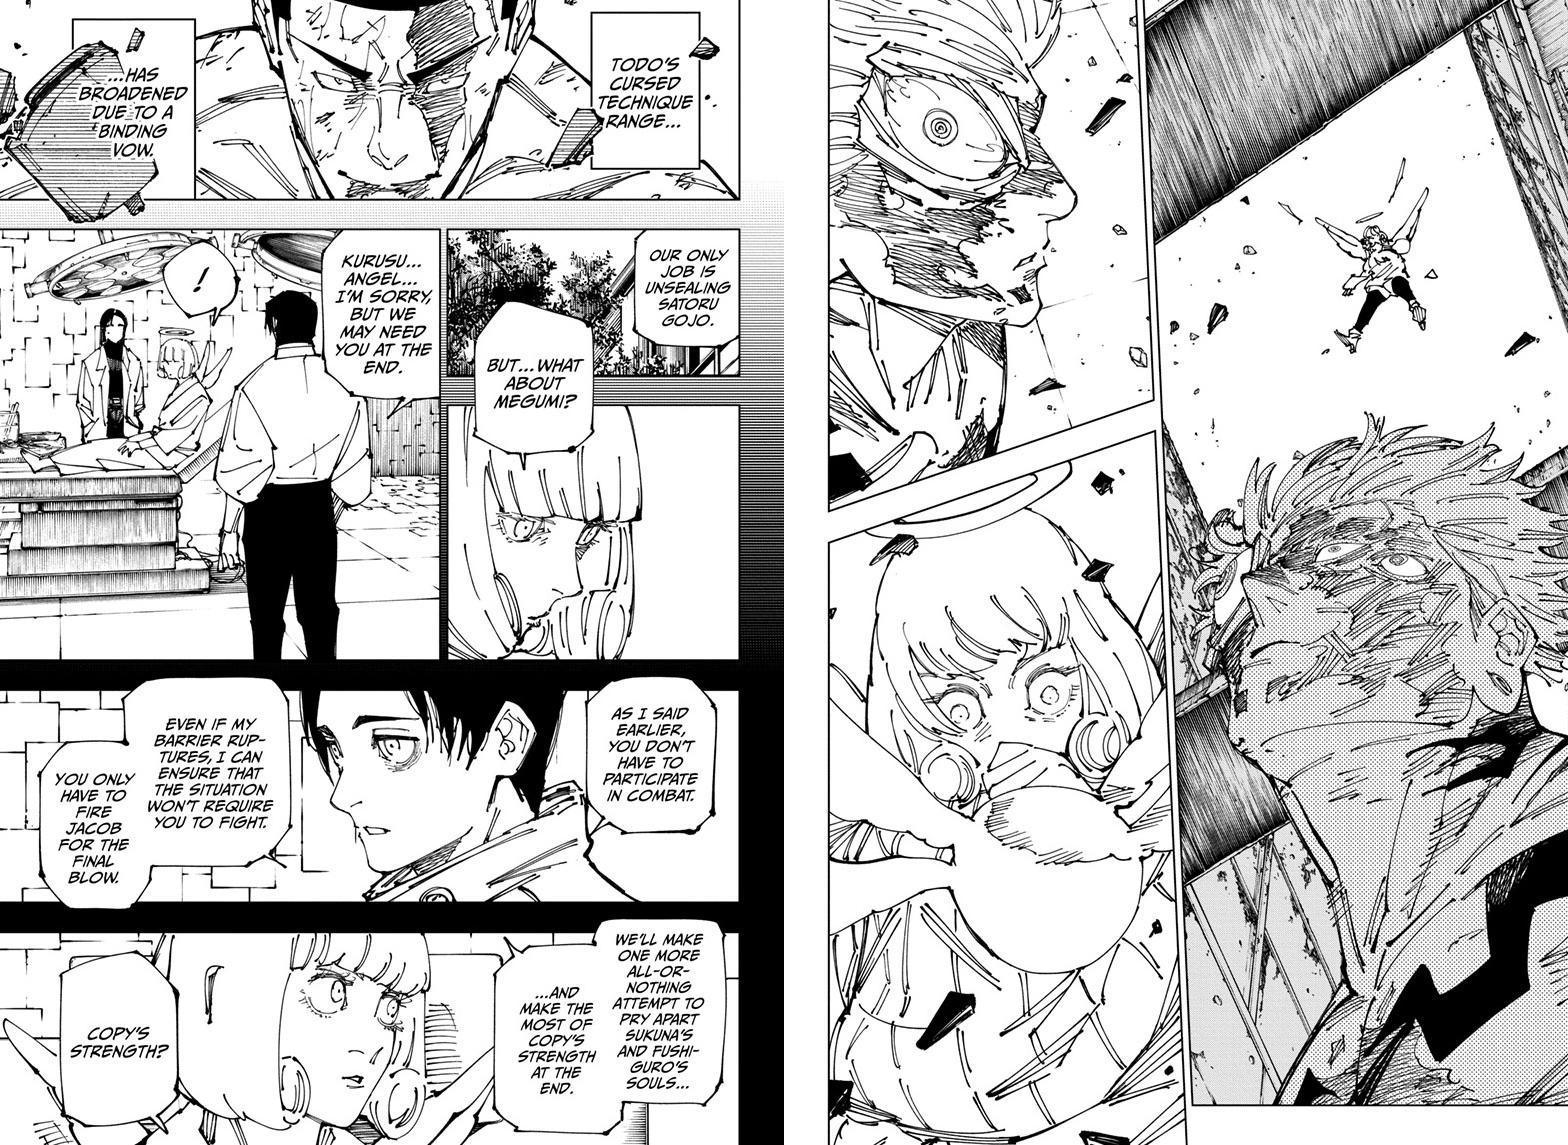 TODO'S
CURSED
TECHNIQUE
RANGE...
...HAS
BROADENED
DUE TO A
BINDING
VOW.
OUR ONLY
JOB IS
UNSEALING
SATORU
GOJO.
BUT...WHAT
ABOUT
MEGUMI?
KURUSU...
ANGEL...
I'M SORRY,
BUT WE
MAY NEED
YOU AT THE
END.
!
AS I SAID
EARLIER,
YOU DON'T
HAVE TO
PARTICIPATE
IN COMBAT.
EVEN IF MY
BARRIER RUP-
TURES, I CAN
ENSURE THAT
THE SITUATION
WON'T REQUIRE
YOU TO FIGHT.
YOU ONLY
HAVE TO
FIRE
JACOB
FOR THE
FINAL
BLOW.
WE'LL MAKE
ONE MORE
ALL-OR-
NOTHING
ATTEMPT TO
PRY APART
SUKUNA'S
AND FUSHI-
GURO'S
SOULS...
...AND
MAKE THE
MOST OF
COPY'S
STRENGTH
AT THE
END.
COPY'S
STRENGTH?